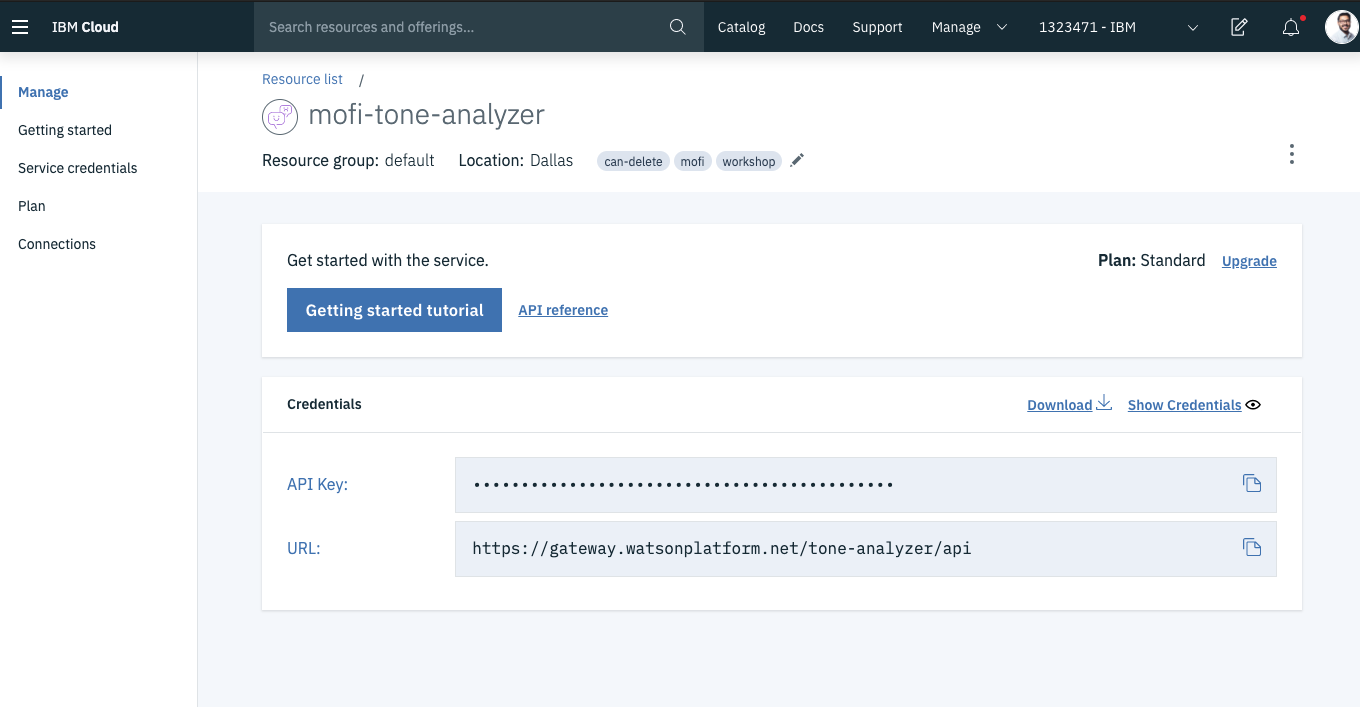 IBM Cloud
Search resources and offerings...
Catalog Docs Support Manage 1323471 - IBM
Manage
Getting started
Service credentials
Plan
Connections
Resource list /
mofi-tone-analyzer
Resource group: default Location: Dallas can-delete mofi workshop
Get started with the service.
Plan: Standard Upgrade
Getting started tutorial API reference
Credentials
Download Show Credentials
API Key: •••••••••••••••••••••••••••••••••••••••••••
URL: https://gateway.watsonplatform.net/tone-analyzer/api